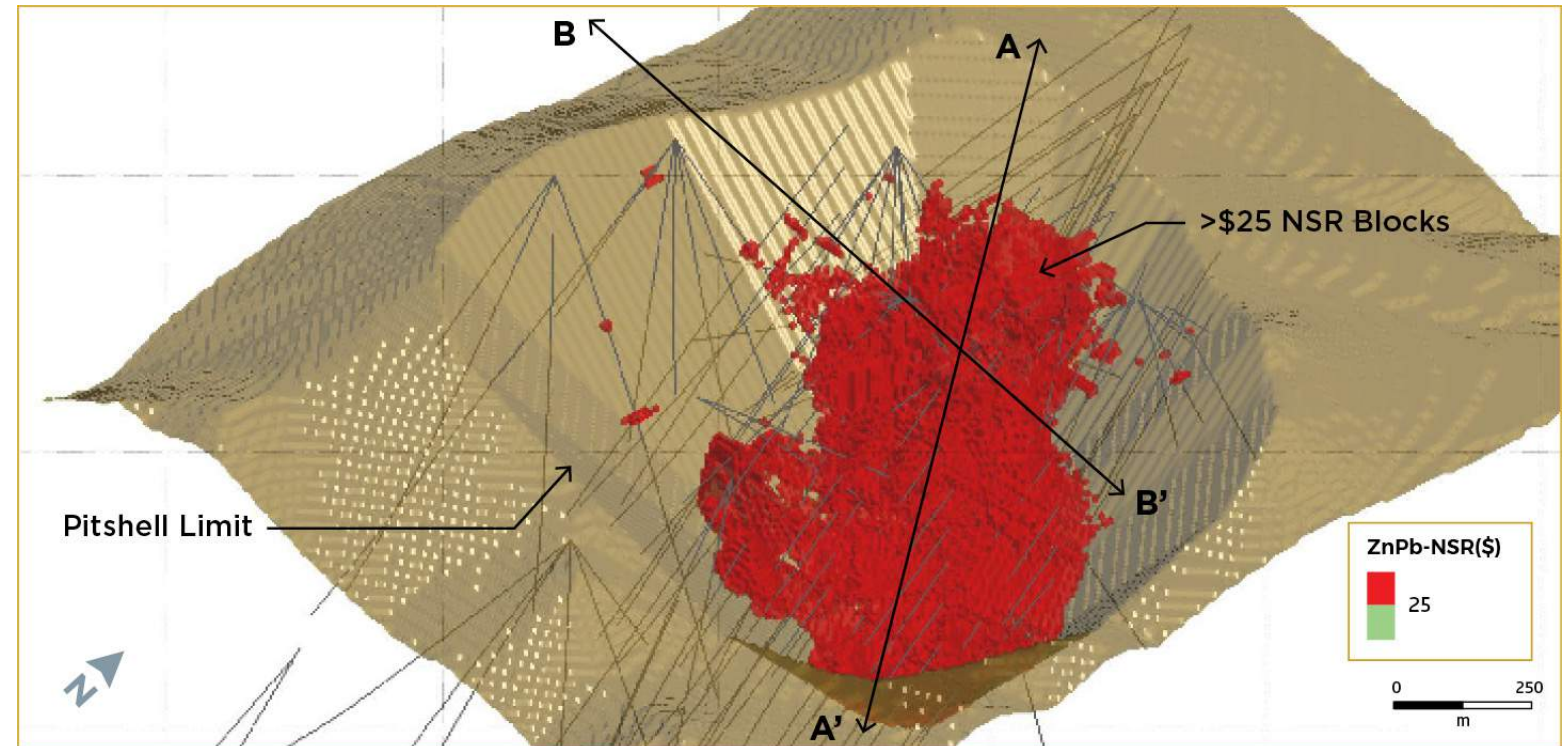 B
A
>$25 NSR Blocks
Pitshell Limit
B’
ZnPb-NSR($)
25
N
0 250
m
A’